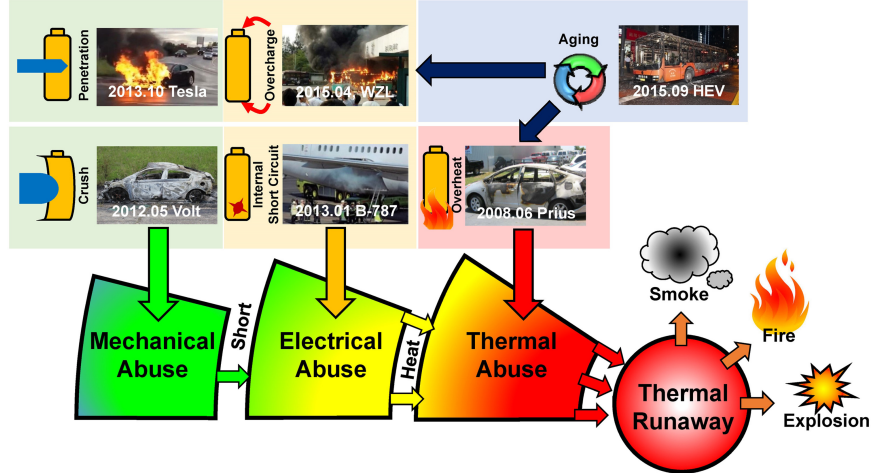 Penetration
2013.10 Tesla
Overcharge
2015.04, WZL
Aging
2015.09 HEV
Crush
2012.05 Volt
Internal
Short Circuit
2013.01 B-787
Overheat
2008.06 Prius
Smoke
Fire
Mechanical
Abuse
Short
Electrical
Abuse
Heat
Thermal
Abuse
Thermal
Runaway
Explosion